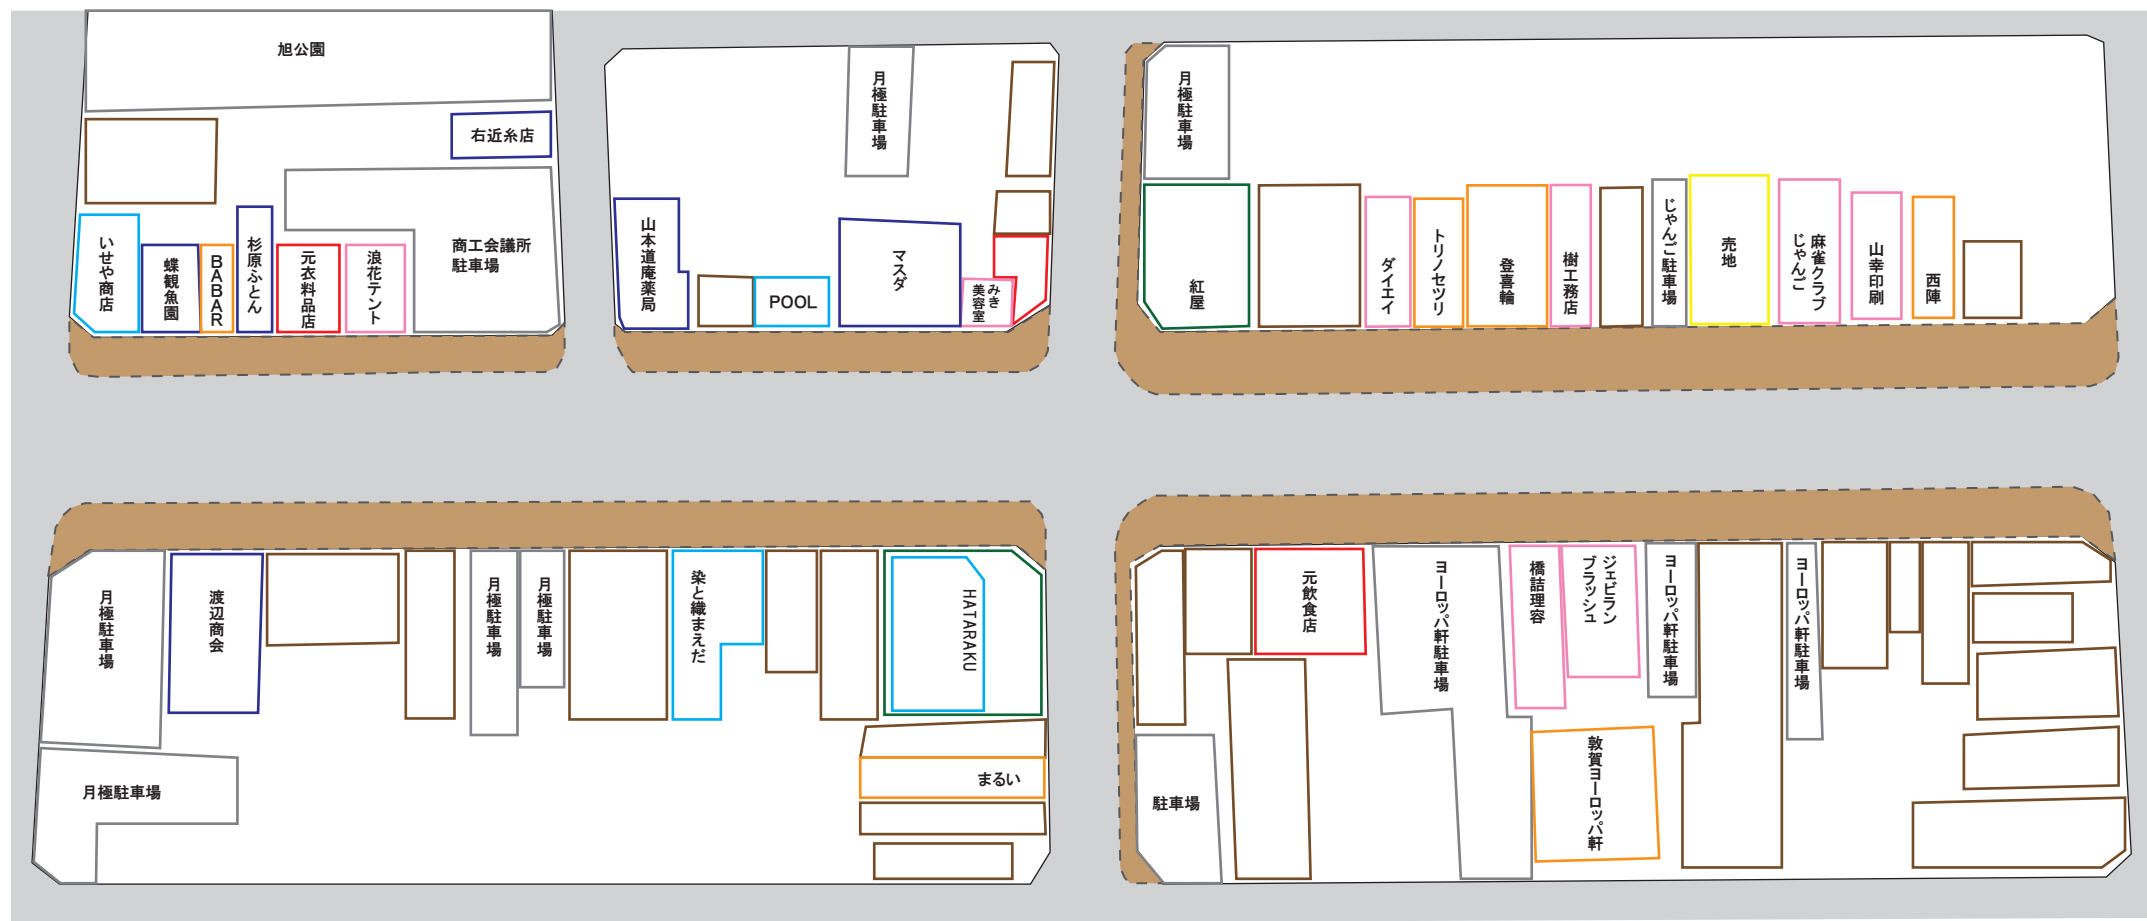 旭公園
右近糸店
商工会議所
駐車場
いせや商店
蝶観魚園
BABAR
杉原ふとん
元衣料品店
浪花テント
月極駐車場
山本道庵薬局
POOL
マスダ
みき
美容室
月極駐車場
紅屋
ダイエイ
トリノセツリ
登喜輪
樹工務店
じゃんご駐車場
売地
麻雀クラブ
じゃんご
山幸印刷
西陣
月極駐車場
渡辺商会
月極駐車場
月極駐車場
染と織まえだ
HATARAKU
月極駐車場
まるい
元飲食店
ヨーロッパ軒駐車場
橋詰理容
ジェビラン
ブラッシュ
ヨーロッパ軒駐車場
ヨーロッパ軒駐車場
敦賀ヨーロッパ軒
駐車場